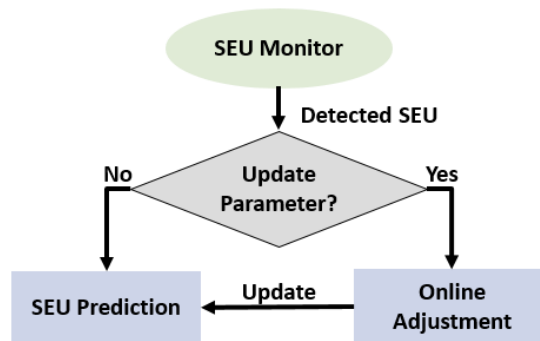 SEU Monitor
Detected SEU
No
Update
Parameter?
Yes
SEU Prediction
Update
Online
Adjustment